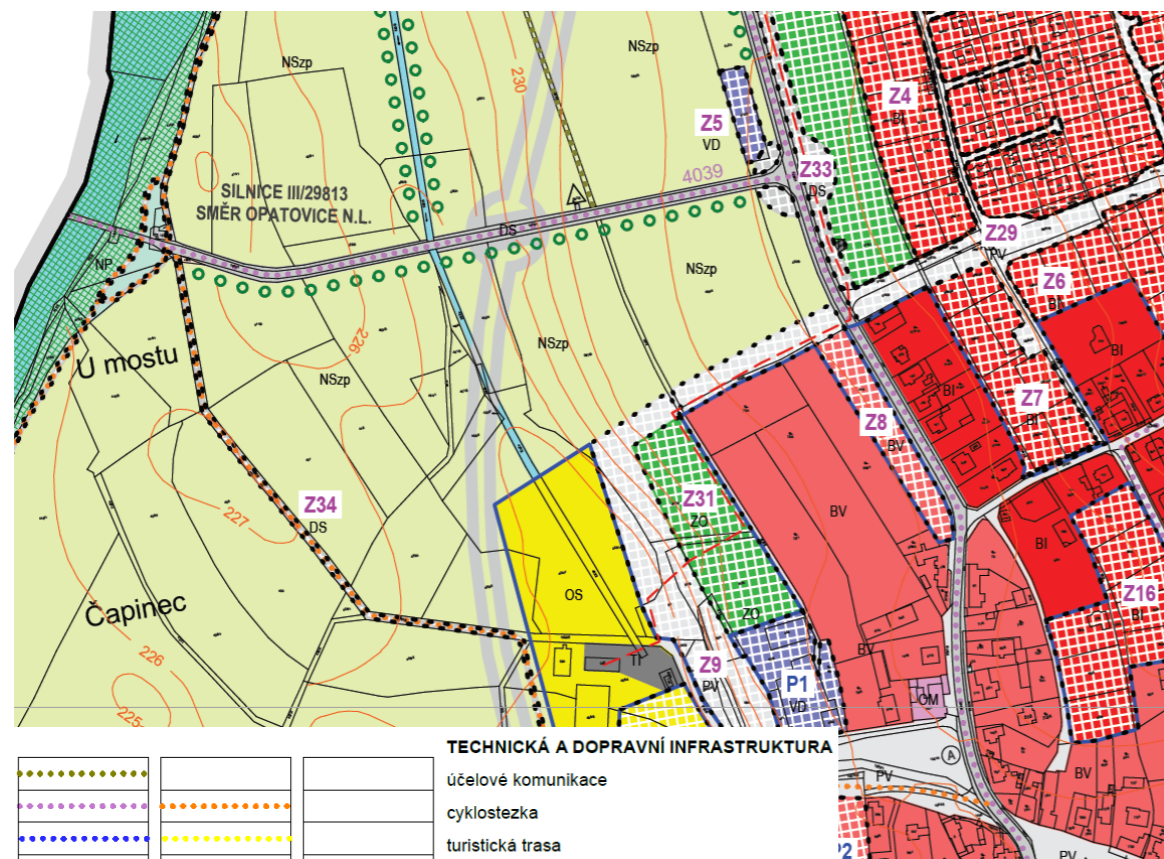 NSzp
NSzp
230
Z4
BI
Z5
VD
Z33
DS
4039
SILNICE III/29813
SMĚR OPATOVICE N.L.
DS
Z29
PV
NP
NSzp
Z6
BI
U mostu
226
NSzp
NSzp
BI
BI
Z7
BI
Z8
BV
Z34
DS
227
Z31
ZO
BV
BI
OS
Čapinec
ZO
Z16
BI
226
TI
Z9
PV
P1
VD
BV
OM
225
TECHNICKÁ A DOPRAVNÍ INFRASTRUKTURA
účelové komunikace
cyklostezka
turistická trasa
A
PV
BV
P2
PV